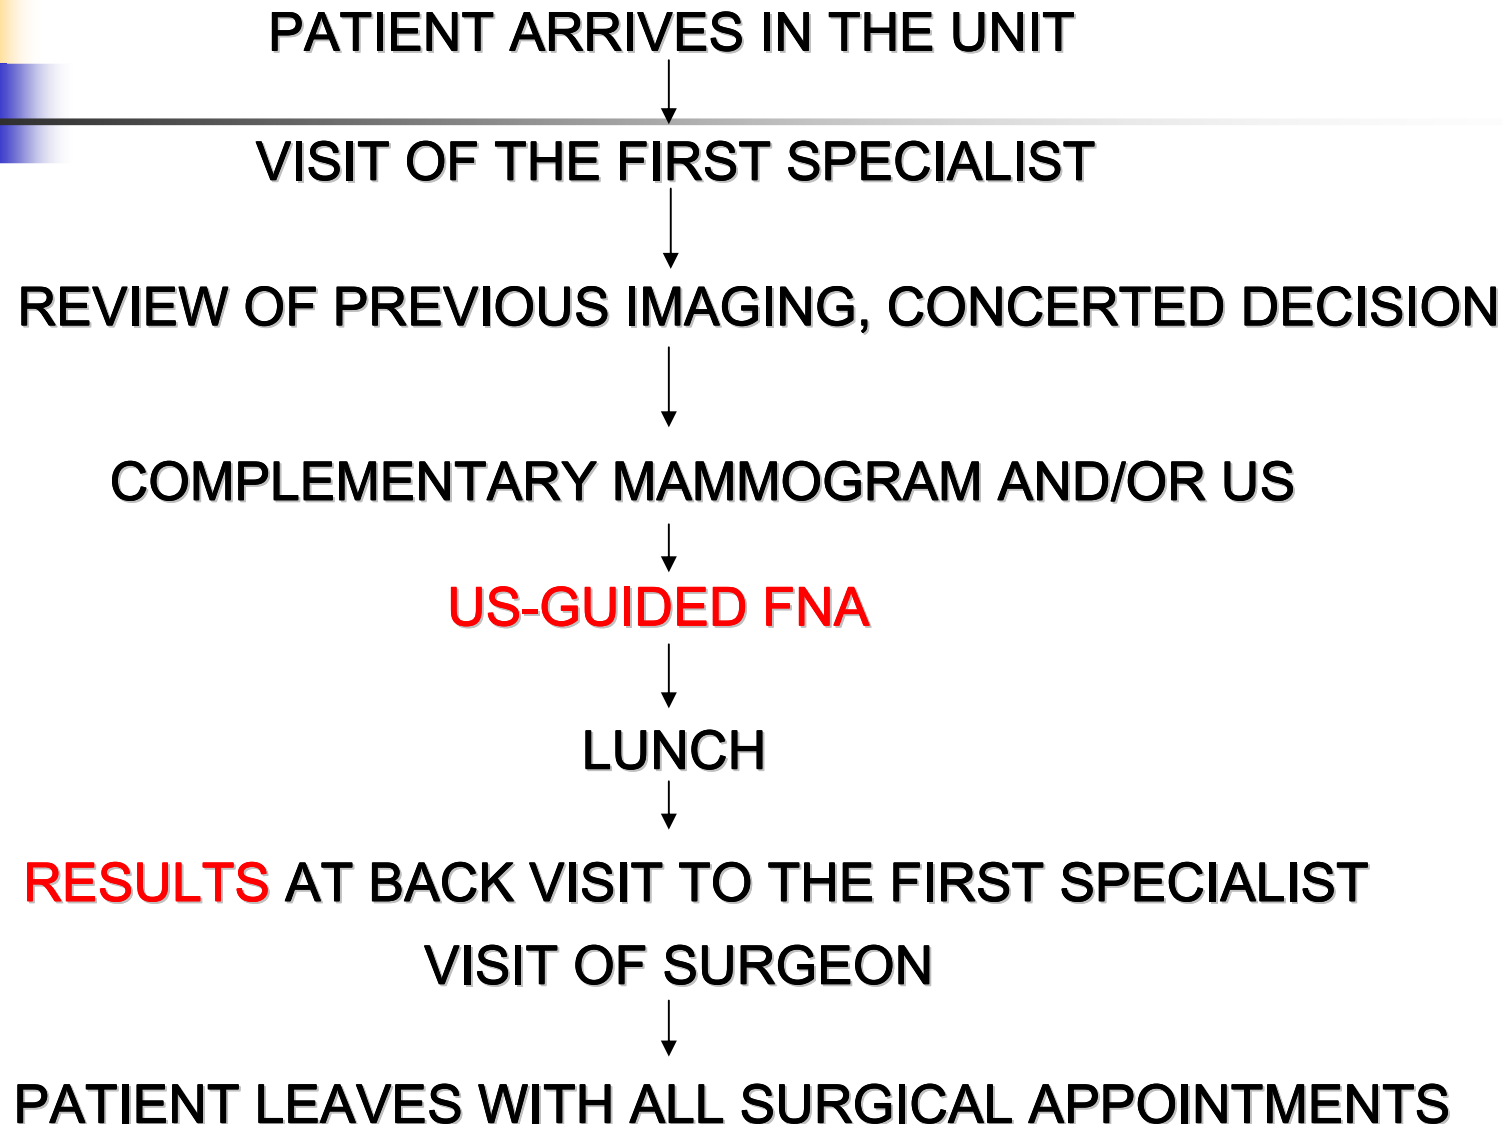 PATIENT ARRIVES IN THE UNIT
VISIT OF THE FIRST SPECIALIST
REVIEW OF PREVIOUS IMAGING, CONCERTED DECISION
COMPLEMENTARY MAMMOGRAM AND/OR US
US-GUIDED FNA
LUNCH
RESULTS AT BACK VISIT TO THE FIRST SPECIALIST
VISIT OF SURGEON
PATIENT LEAVES WITH ALL SURGICAL APPOINTMENTS